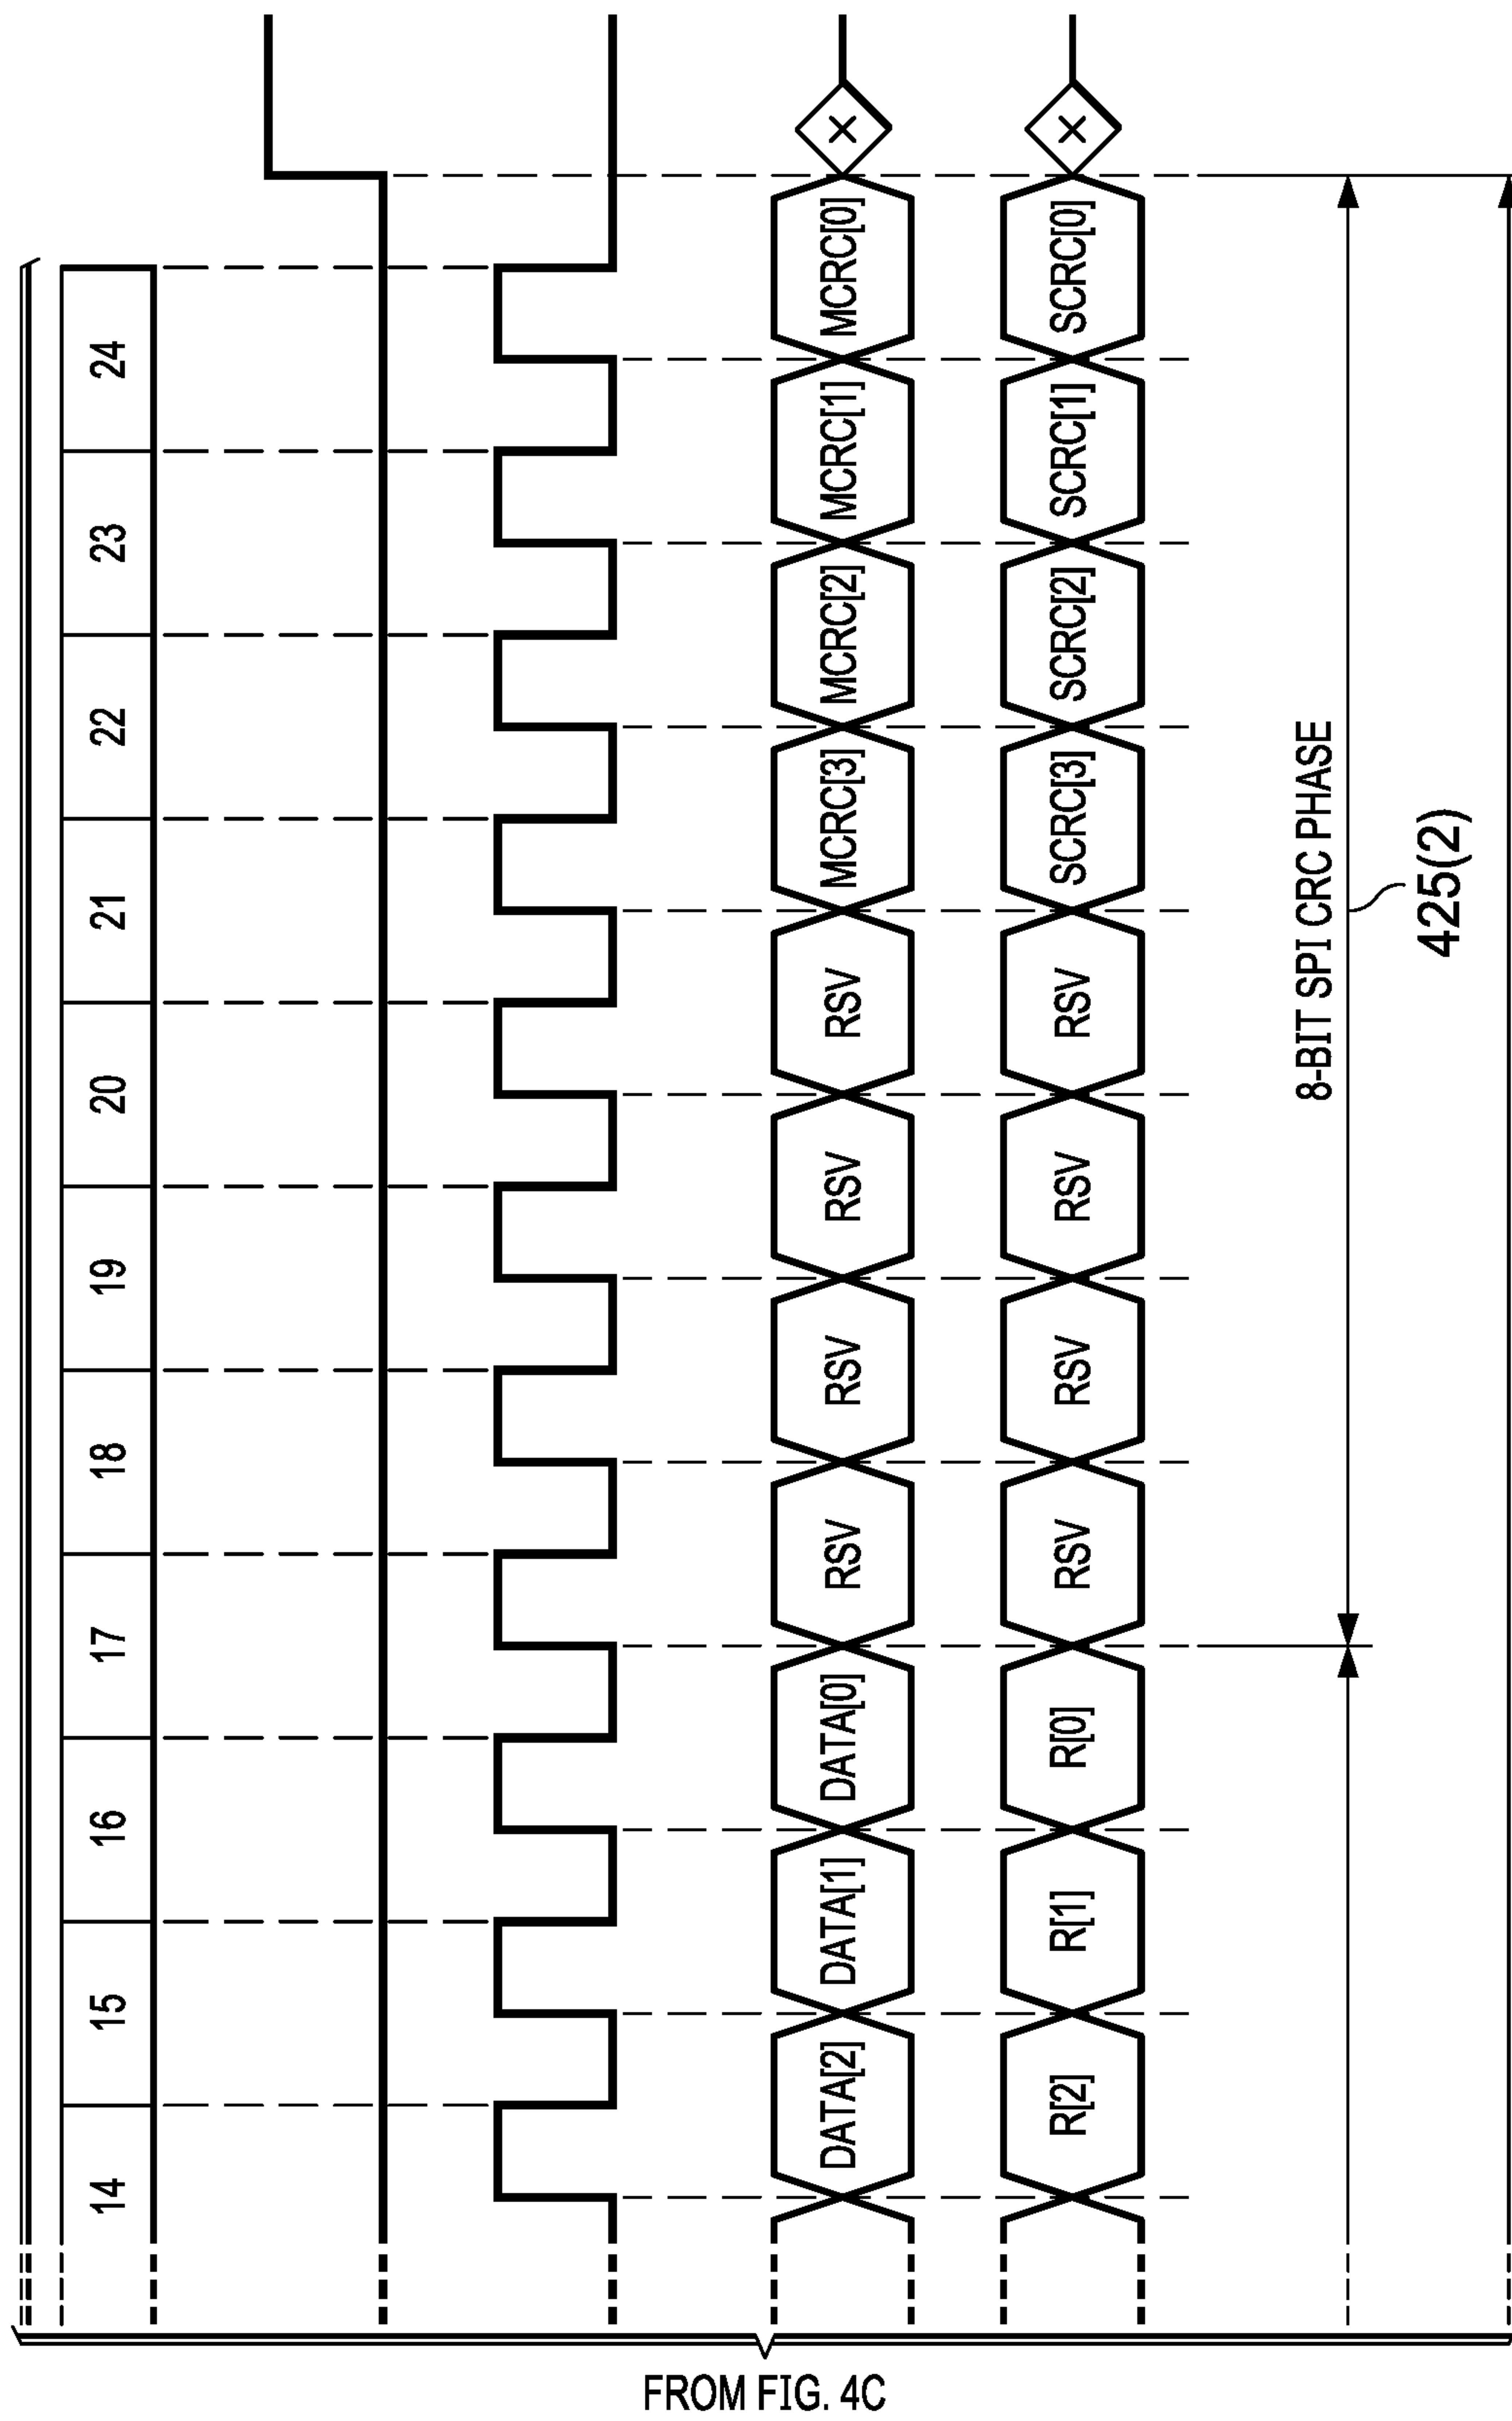 14 15 16 17 18 19 20 21 22 23 24
DATA[2] DATA[1] DATA[0] RSV RSV RSV RSV MCRC[3] MCRC[2] MCRC[1] MCRC[0] X
R[2] R[1] R[0] RSV RSV RSV RSV SCRC[3] SCRC[2] SCRC[1] SCRC[0] X
8-BIT SPI CRC PHASE
425(2)
FROM FIG. 4C